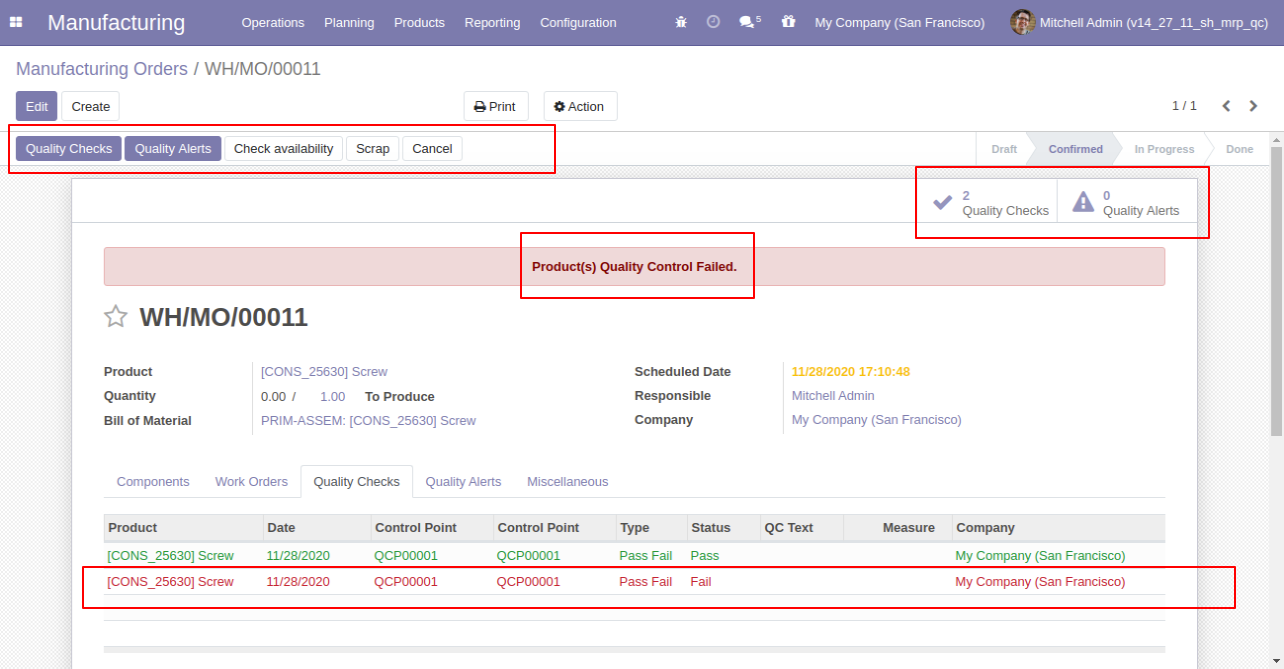 Manufacturing Operations Planning Products Reporting Configuration 5 My Company (San Francisco) Mitchell Admin (v14_27_11_sh_mrp_qc)
Manufacturing Orders / WH/MO/00011
Edit Create Print Action 1 / 1
Quality Checks Quality Alerts Check availability Scrap Cancel Draft Confirmed In Progress Done
2 Quality Checks 0 Quality Alerts
Product(s) Quality Control Failed.
WH/MO/00011
Product [CONS_25630] Screw Scheduled Date 11/28/2020 17:10:48
Quantity 0.00 / 1.00 To Produce Responsible Mitchell Admin
Bill of Material PRIM-ASSEM: [CONS_25630] Screw Company My Company (San Francisco)
Components Work Orders Quality Checks Quality Alerts Miscellaneous
Product Date Control Point Control Point Type Status QC Text Measure Company
[CONS_25630] Screw 11/28/2020 QCP00001 QCP00001 Pass Fail Pass My Company (San Francisco)
[CONS_25630] Screw 11/28/2020 QCP00001 QCP00001 Pass Fail Fail My Company (San Francisco)